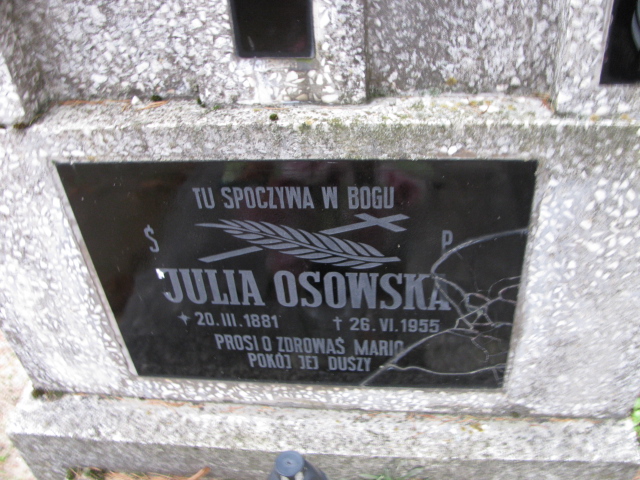 TU SPOCZYWA W BOGU
Ś P
JULIA OSOWSKA
20.III.1881 † 26.VI.1955
PROSI O ZDROWAŚ MARIO
POKÓJ JEJ DUSZY